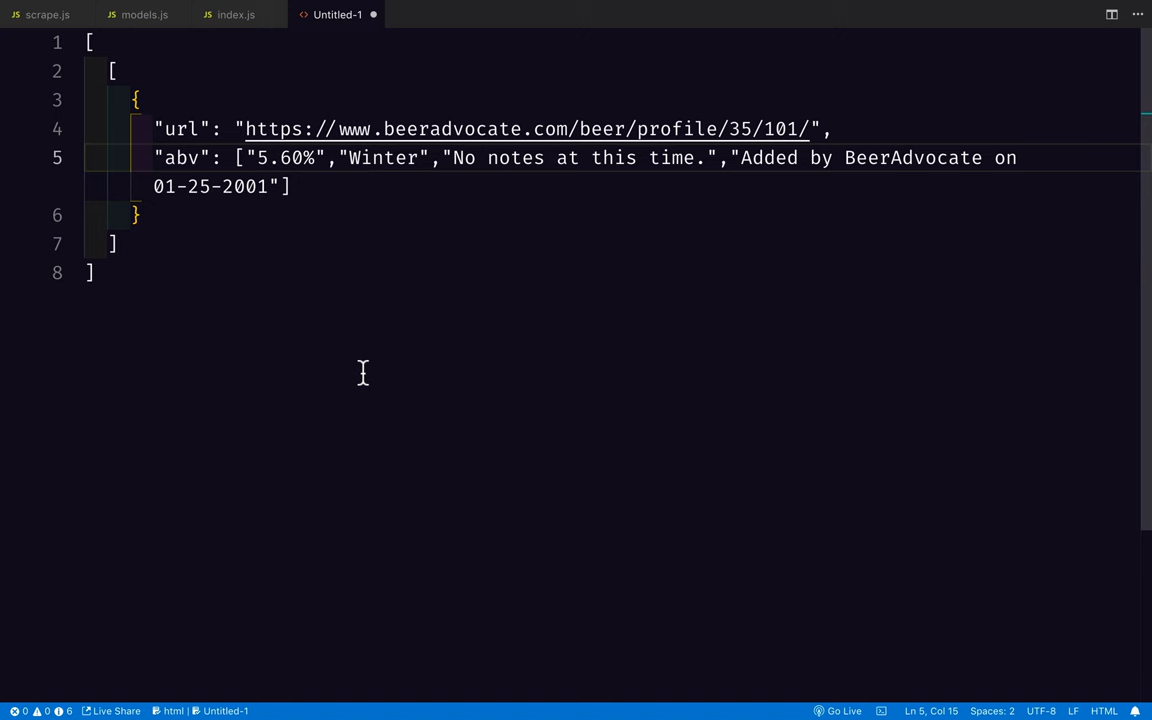 JS scrape.js JS models.js JS index.js <> Untitled-1
1 [
2 [
3 {
4 "url": "https://www.beeradvocate.com/beer/profile/35/101/",
5 "abv": ["5.60%","Winter","No notes at this time.","Added by BeerAdvocate on
01-25-2001"]
6 }
7 ]
8 ]
0 0 6 Live Share html | Untitled-1 Go Live Ln 5, Col 15 Spaces: 2 UTF-8 LF HTML